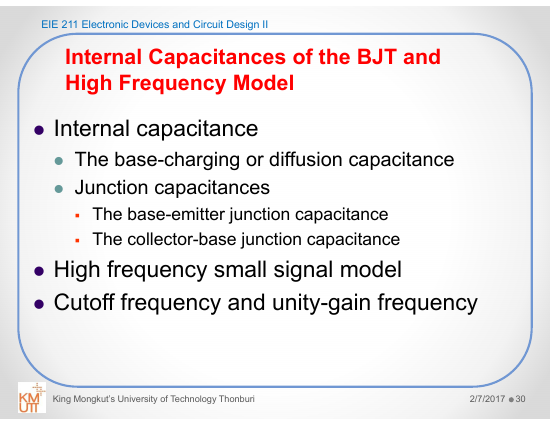 EIE 211 Electronic Devices and Circuit Design II
Internal Capacitances of the BJT and
High Frequency Model
Internal capacitance
The base-charging or diffusion capacitance
Junction capacitances
The base-emitter junction capacitance
The collector-base junction capacitance
High frequency small signal model
Cutoff frequency and unity-gain frequency
KMUTT
King Mongkut's University of Technology Thonburi
2/7/2017 ● 30